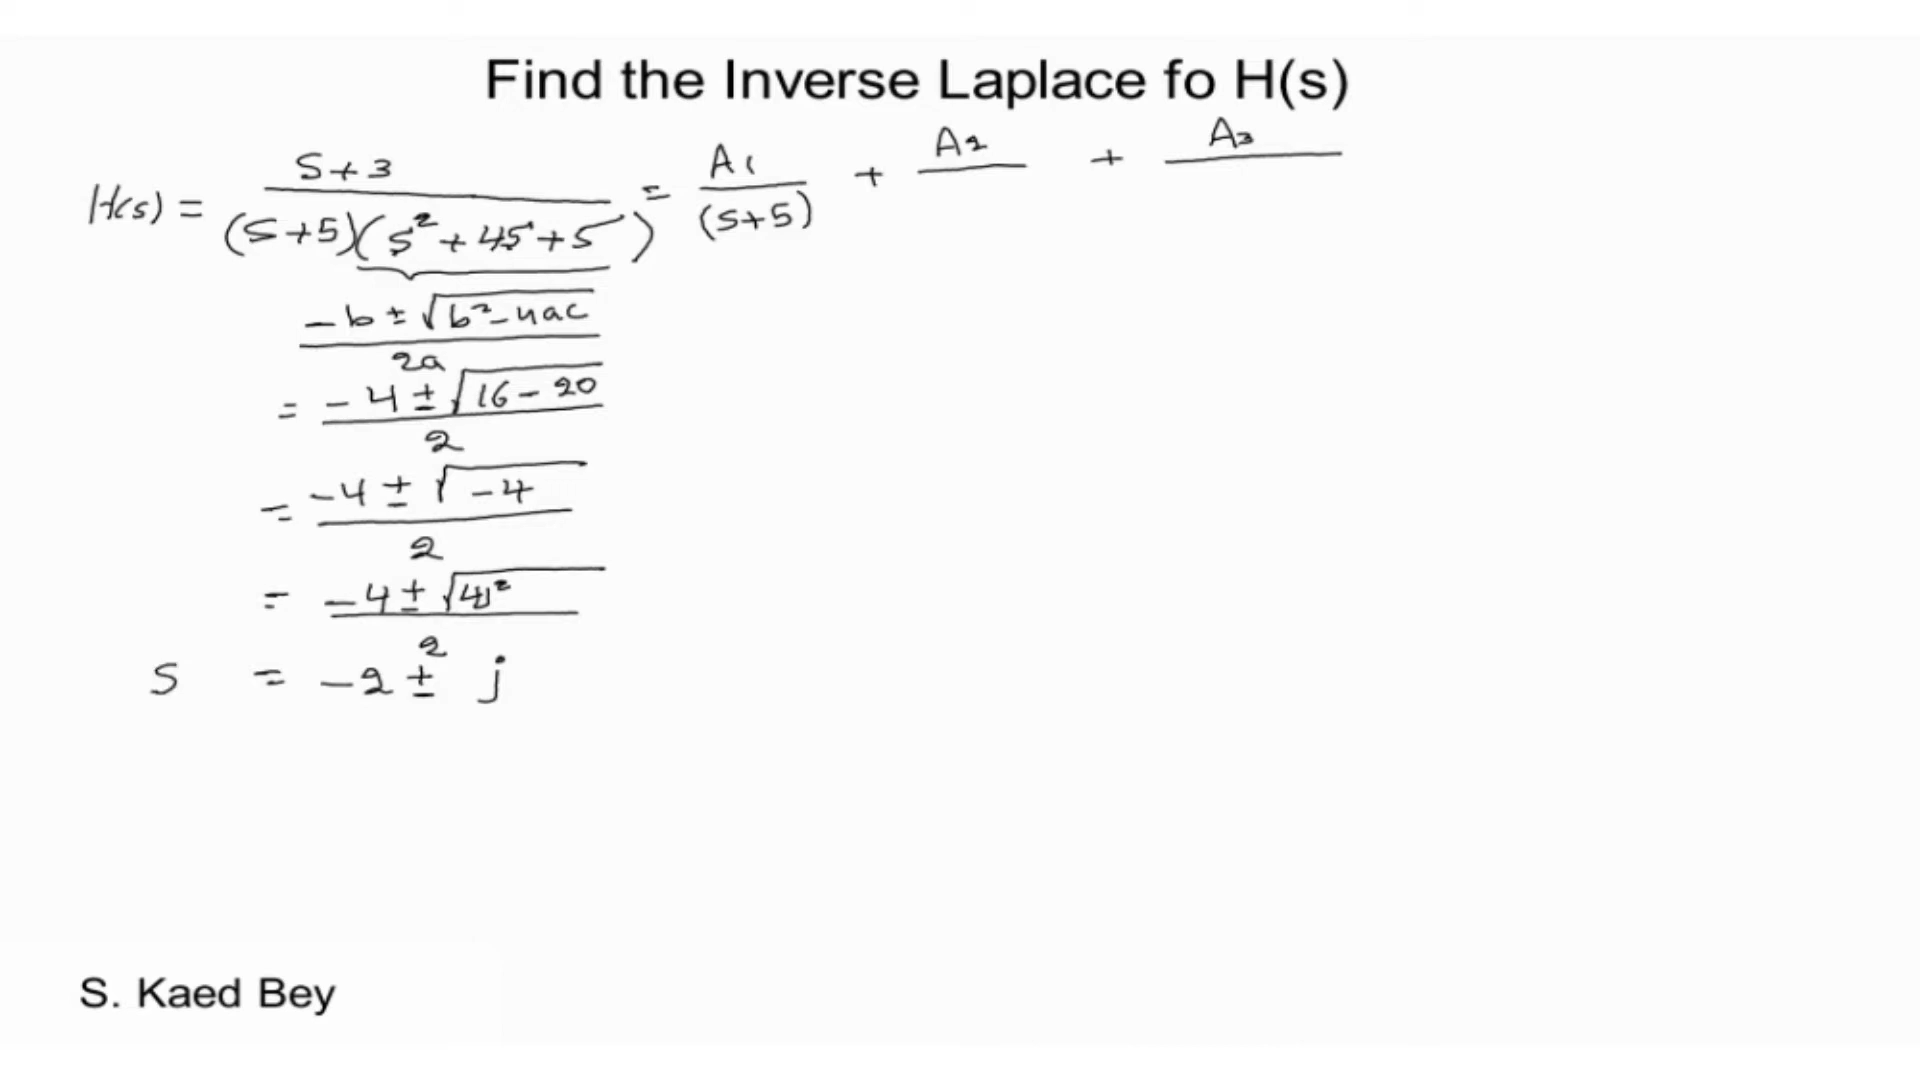 Find the Inverse Laplace fo H(s)
H(s) = (S+3) / ((S+5)(s² + 4s + 5)) = A₁ / (s+5) + A₂ / + A₃ /
(-b ± √(b² - 4ac)) / 2a
= (-4 ± √(16 - 20)) / 2
= (-4 ± √(-4)) / 2
= (-4 ± √(4j²)) / 2
S = -2 ± j
S. Kaed Bey